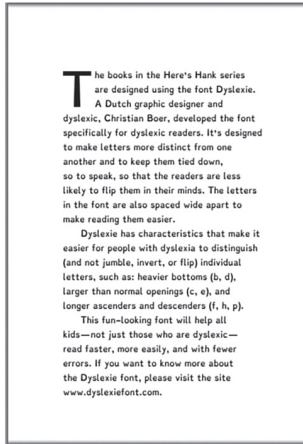 The books in the Here's Hank series
are designed using the font Dyslexie.
A Dutch graphic designer and
dyslexic, Christian Boer, developed the font
specifically for dyslexic readers. It's designed
to make letters more distinct from one
another and to keep them tied down,
so to speak, so that the readers are less
likely to flip them in their minds. The letters
in the font are also spaced wide apart to
make reading them easier.
Dyslexie has characteristics that make it
easier for people with dyslexia to distinguish
(and not jumble, invert, or flip) individual
letters, such as: heavier bottoms (b, d),
larger than normal openings (c, e), and
longer ascenders and descenders (f, h, p).
This fun-looking font will help all
kids—not just those who are dyslexic—
read faster, more easily, and with fewer
errors. If you want to know more about
the Dyslexie font, please visit the site
www.dyslexiefont.com.